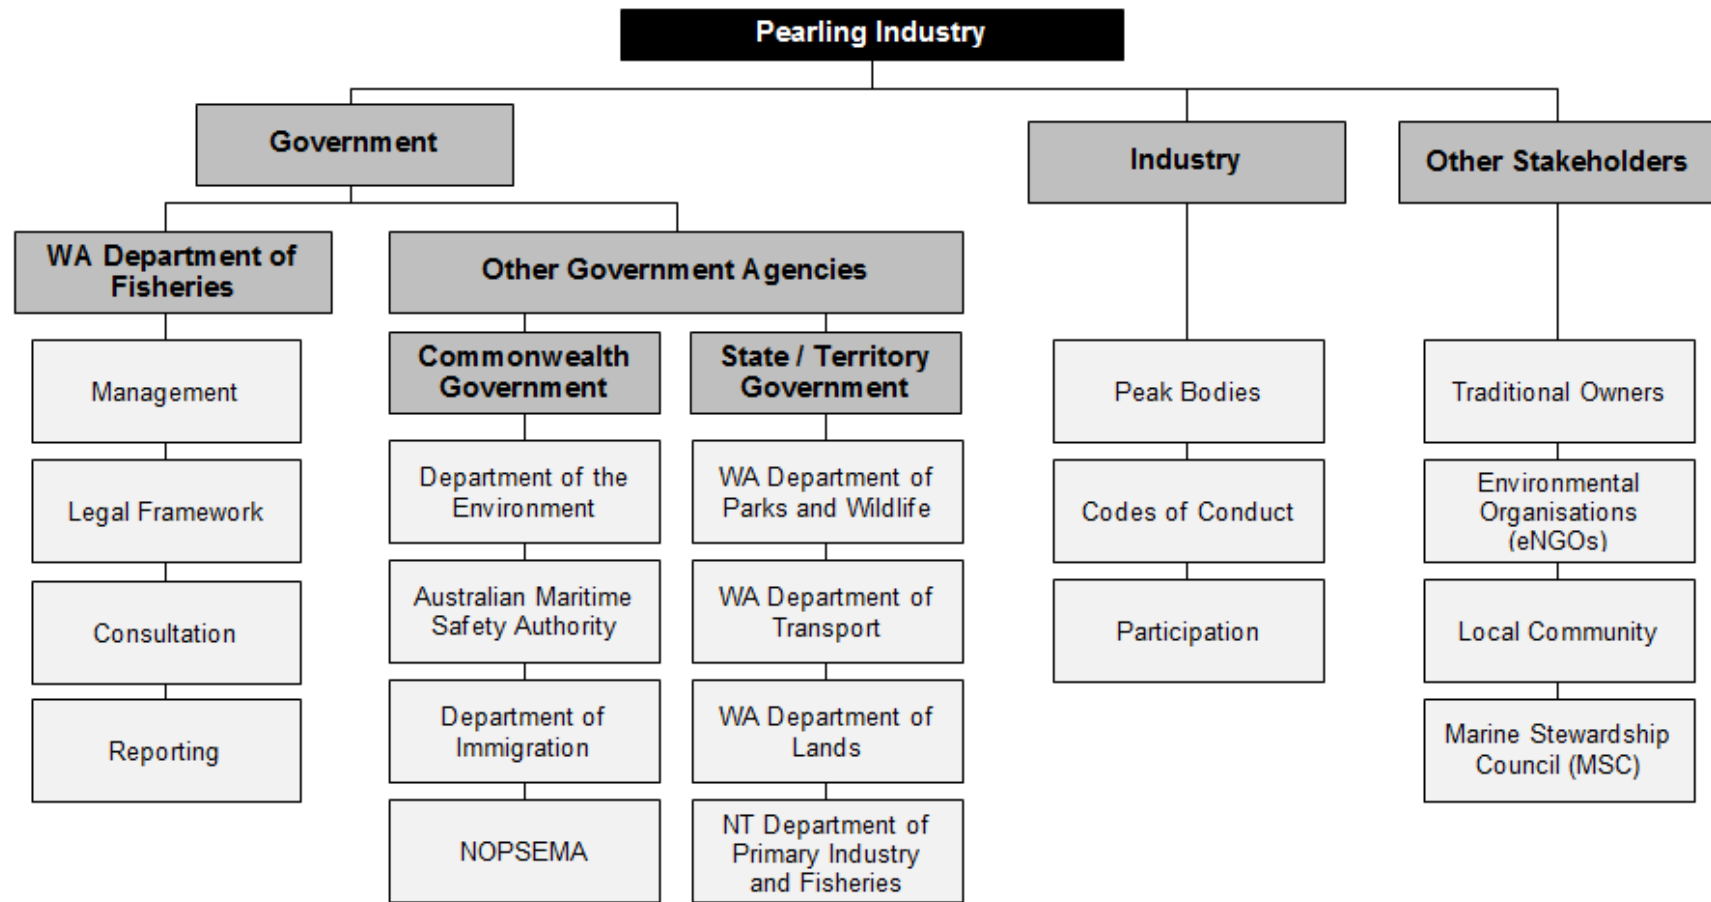 Pearling Industry
Government
Industry
Other Stakeholders
WA Department of
Fisheries
Other Government Agencies
Commonwealth
Government
State / Territory
Government
Management
Legal Framework
Consultation
Reporting
Department of the
Environment
Australian Maritime
Safety Authority
Department of
Immigration
NOPSEMA
WA Department of
Parks and Wildlife
WA Department of
Transport
WA Department of
Lands
NT Department of
Primary Industry
and Fisheries
Peak Bodies
Codes of Conduct
Participation
Traditional Owners
Environmental
Organisations
(eNGOs)
Local Community
Marine Stewardship
Council (MSC)